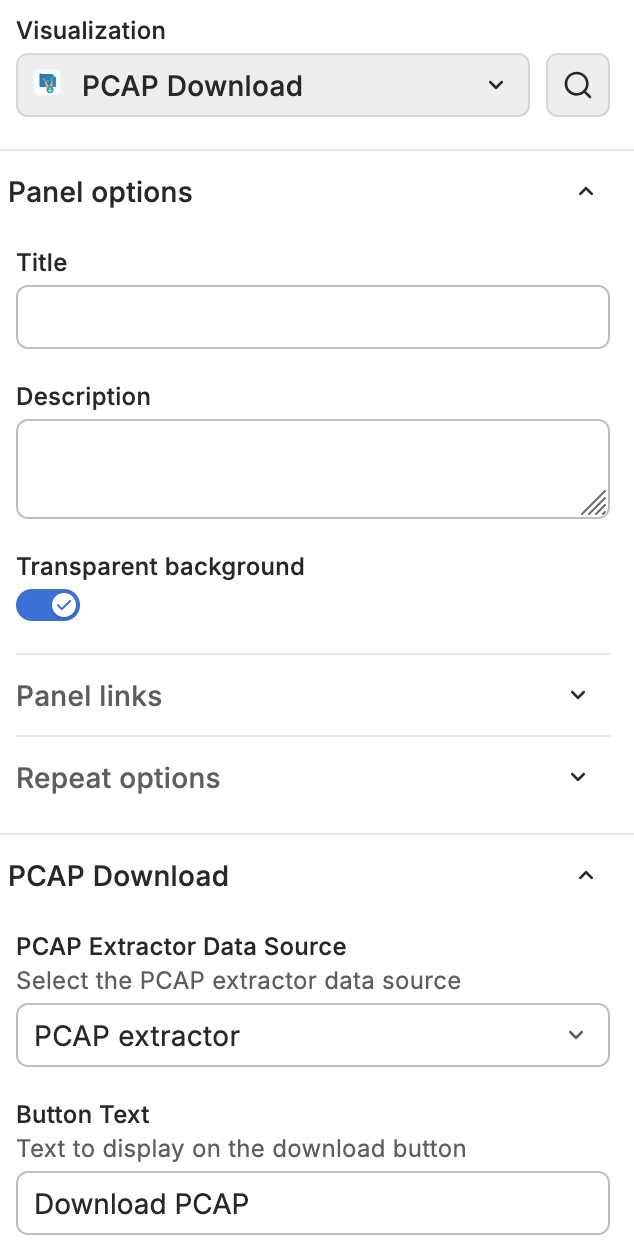 Visualization
PCAP Download
Panel options
Title
Description
Transparent background
Panel links
Repeat options
PCAP Download
PCAP Extractor Data Source
Select the PCAP extractor data source
PCAP extractor
Button Text
Text to display on the download button
Download PCAP